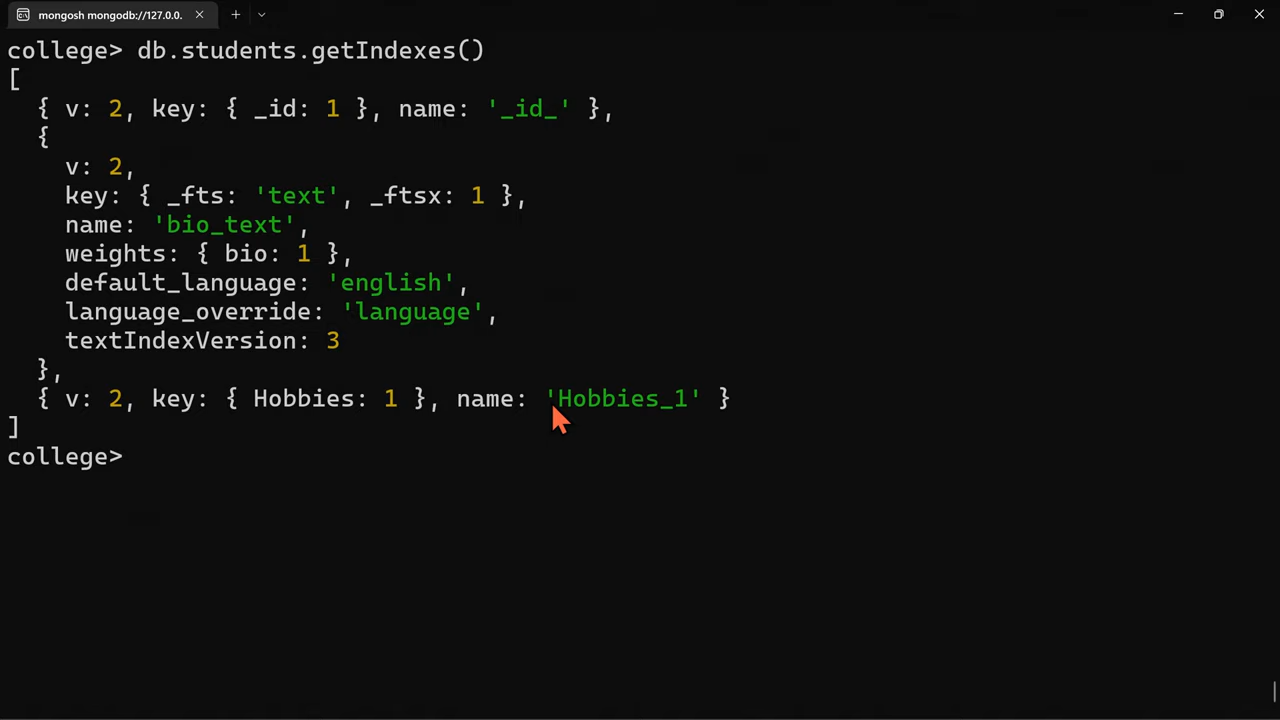 mongosh mongodb://127.0.0.
college> db.students.getIndexes()
[
  { v: 2, key: { _id: 1 }, name: '_id_' },
  {
    v: 2,
    key: { _fts: 'text', _ftsx: 1 },
    name: 'bio_text',
    weights: { bio: 1 },
    default_language: 'english',
    language_override: 'language',
    textIndexVersion: 3
  },
  { v: 2, key: { Hobbies: 1 }, name: 'Hobbies_1' }
]
college>